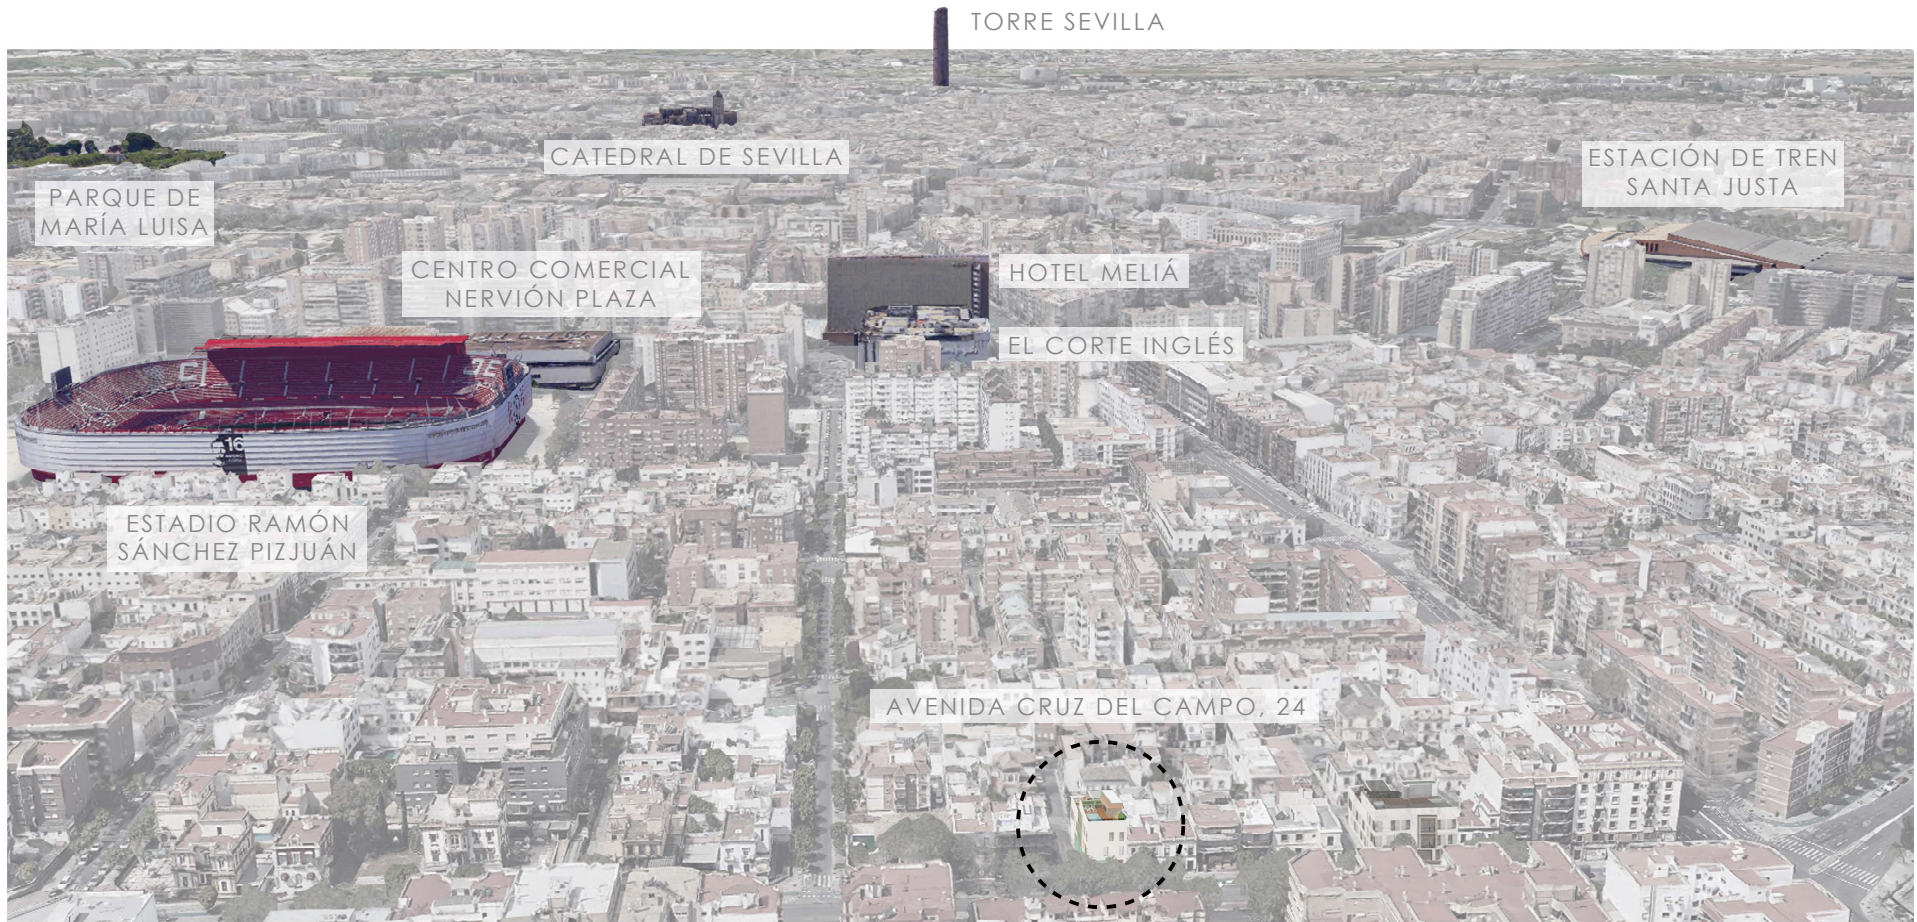 TORRE SEVILLA
CATEDRAL DE SEVILLA
ESTACIÓN DE TREN
SANTA JUSTA
PARQUE DE
MARÍA LUISA
CENTRO COMERCIAL
NERVIÓN PLAZA
HOTEL MELIÁ
EL CORTE INGLÉS
16
ESTADIO RAMÓN
SÁNCHEZ PIZJUÁN
AVENIDA CRUZ DEL CAMPO, 24